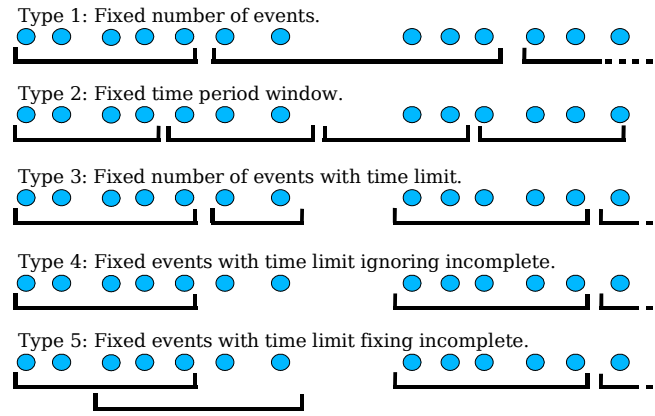 Type 1: Fixed number of events.
Type 2: Fixed time period window.
Type 3: Fixed number of events with time limit.
Type 4: Fixed events with time limit ignoring incomplete.
Type 5: Fixed events with time limit fixing incomplete.